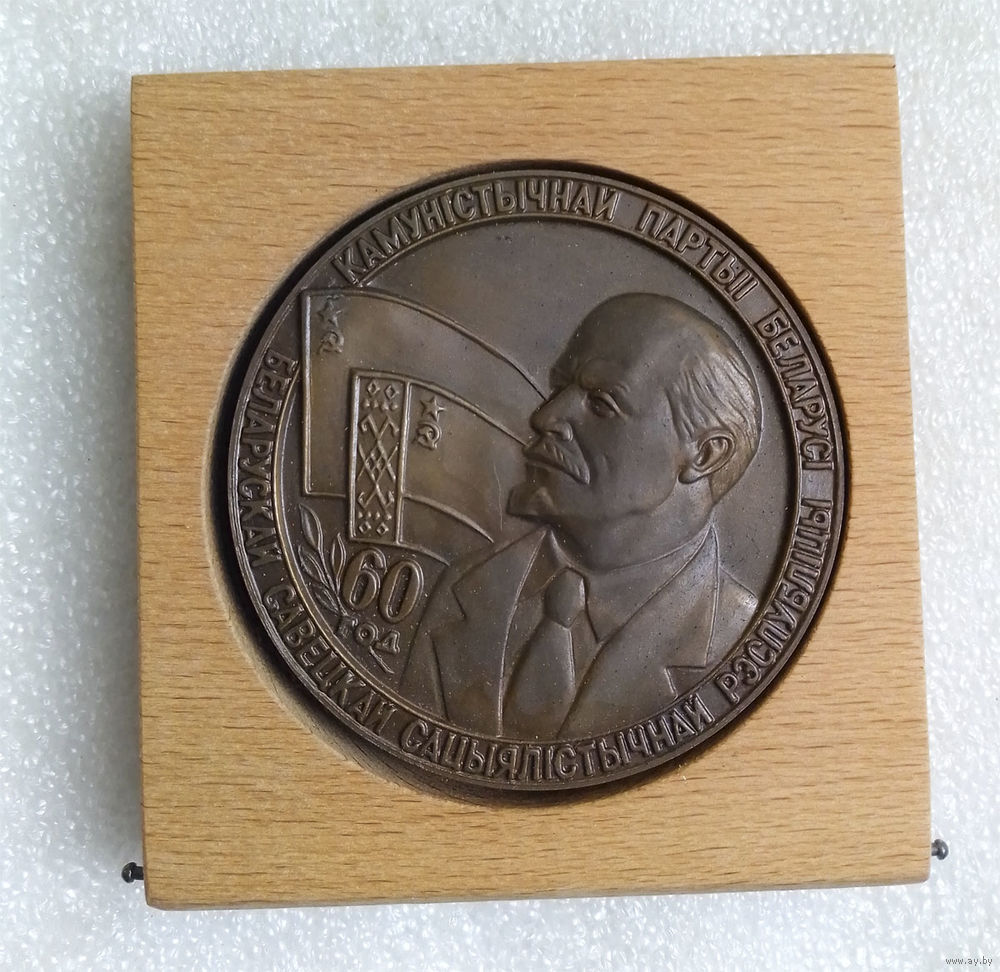 КАМУНІСТЫЧНАЙ ПАРТЫІ БЕЛАРУСІ
БЕЛАРУСКАЙ САВЕЦКАЙ САЦЫЯЛІСТЫЧНАЙ РЭСПУБЛІЦЫ
60
ГОД
www.ay.by